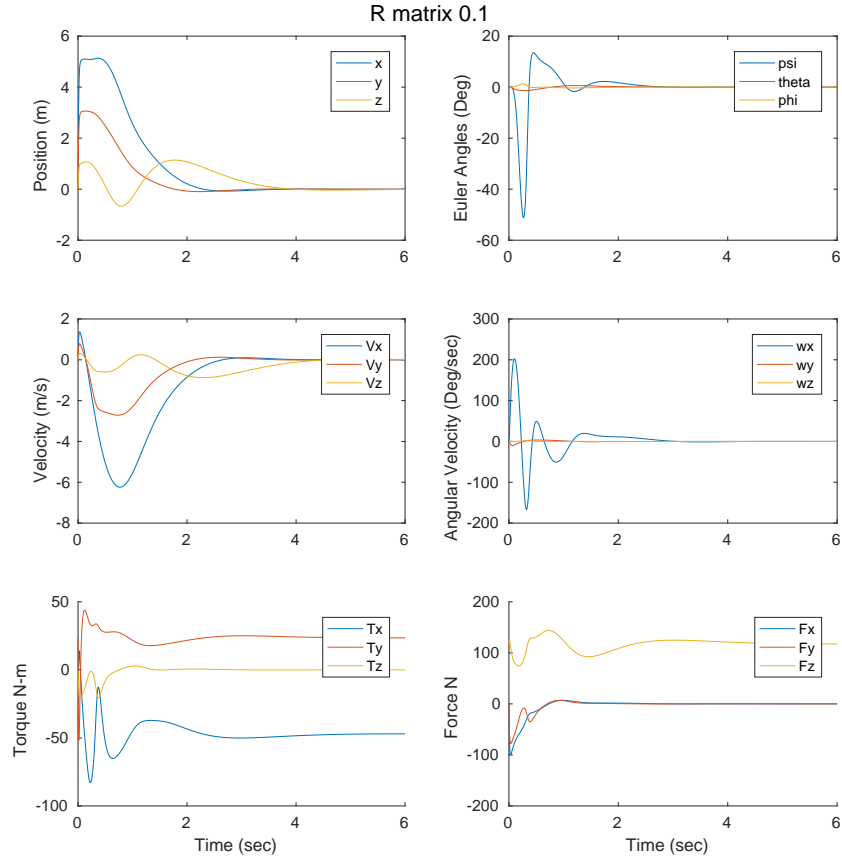 R matrix 0.1
Position (m)
6
4
2
0
-2
0 2 4 6
x
y
z
Euler Angles (Deg)
20
0
-20
-40
-60
0 2 4 6
psi
theta
phi
Velocity (m/s)
2
0
-2
-4
-6
-8
0 2 4 6
Vx
Vy
Vz
Angular Velocity (Deg/sec)
300
200
100
0
-100
-200
0 2 4 6
wx
wy
wz
Torque N-m
50
0
-50
-100
0 2 4 6
Time (sec)
Tx
Ty
Tz
Force N
200
100
0
-100
-200
0 2 4 6
Time (sec)
Fx
Fy
Fz